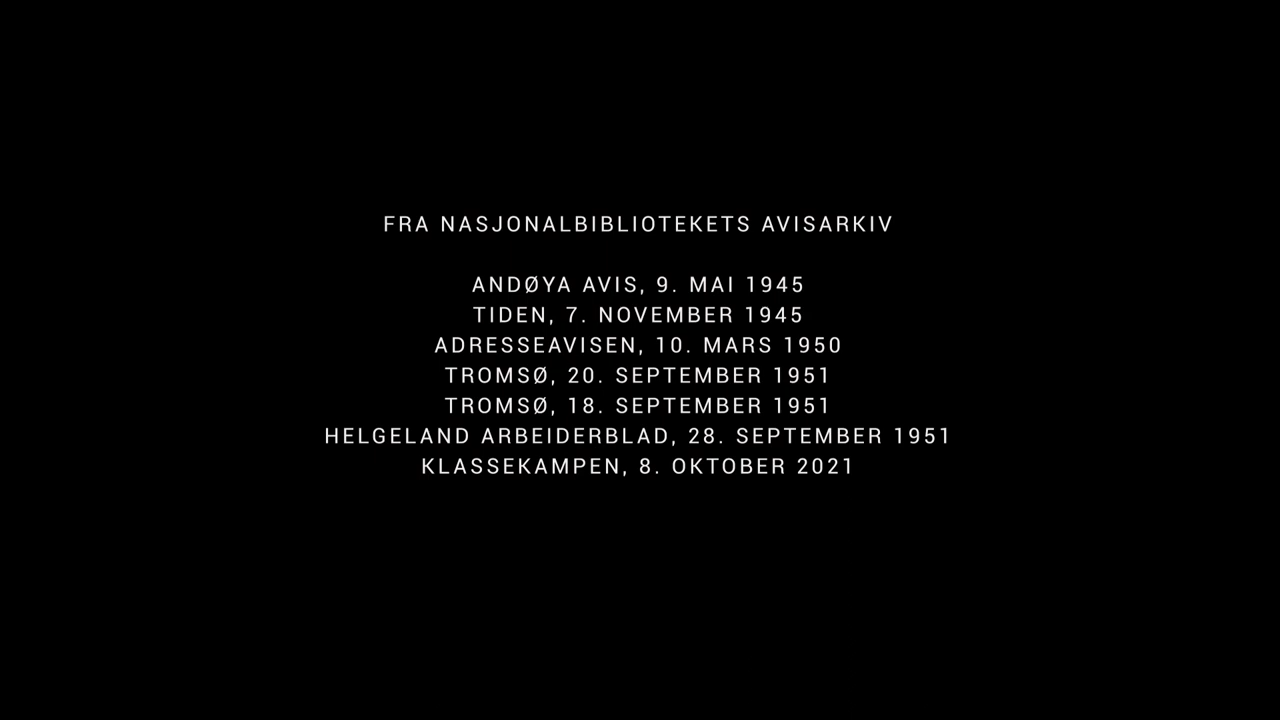 FRA NASJONALBIBLIOTEKETS AVISARKIV
ANDØYA AVIS, 9. MAI 1945
TIDEN, 7. NOVEMBER 1945
ADRESSEAVISEN, 10. MARS 1950
TROMSØ, 20. SEPTEMBER 1951
TROMSØ, 18. SEPTEMBER 1951
HELGELAND ARBEIDERBLAD, 28. SEPTEMBER 1951
KLASSEKAMPEN, 8. OKTOBER 2021